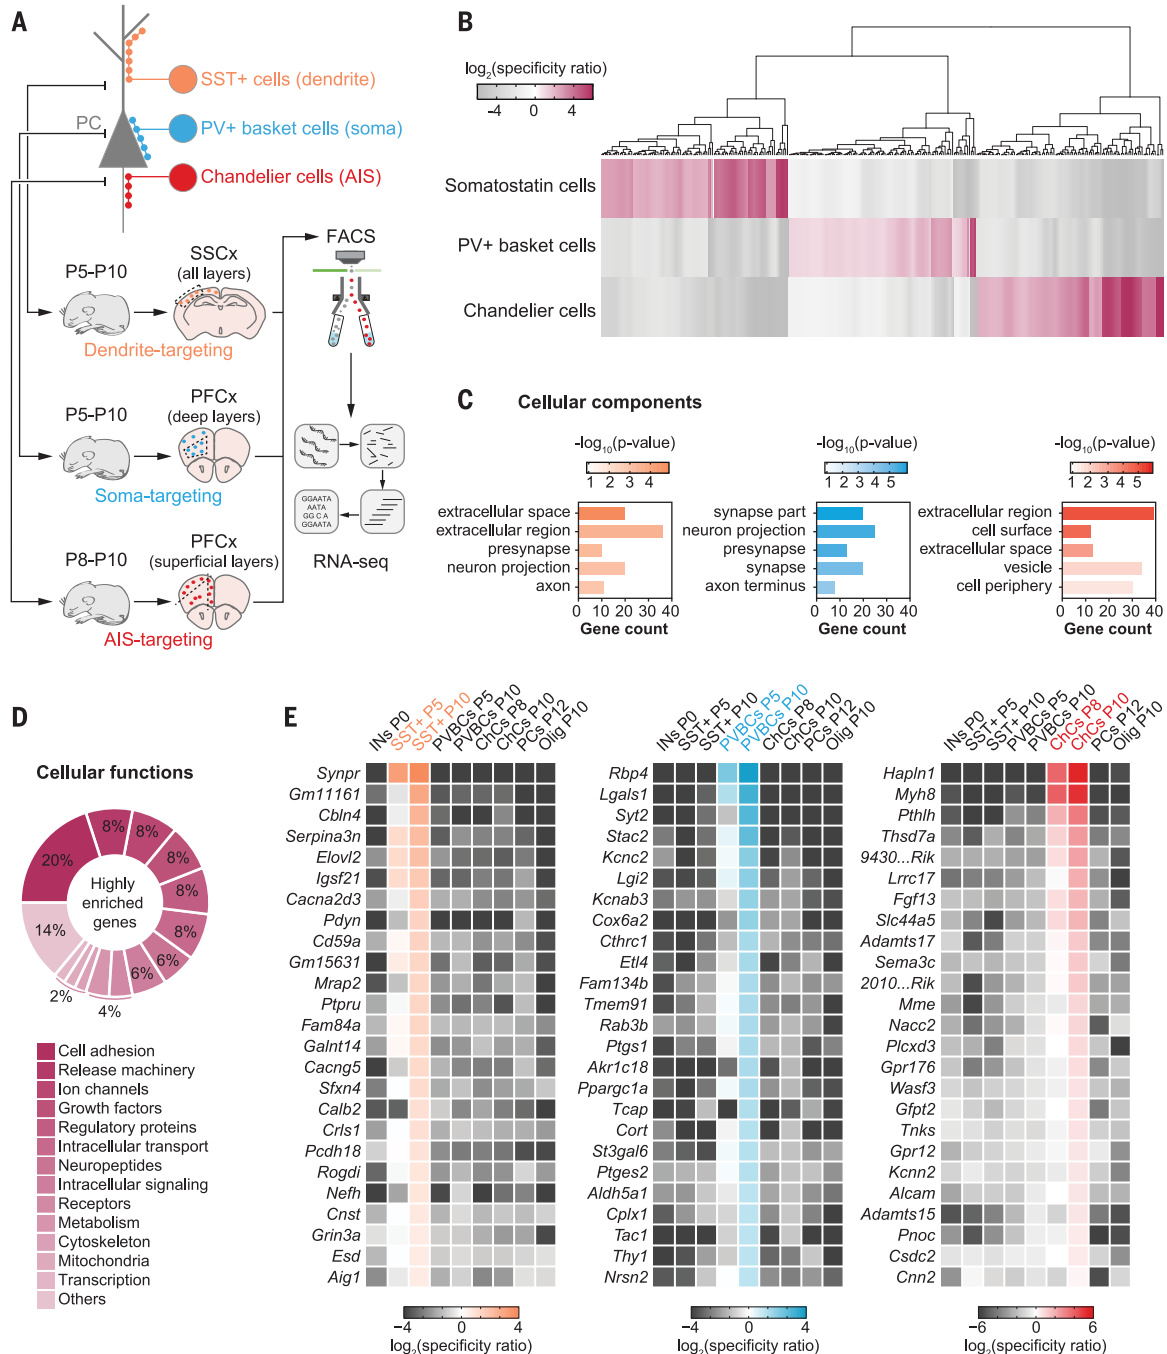 A
SST+ cells (dendrite)
PC
PV+ basket cells (soma)
Chandelier cells (AIS)
P5-P10
SSCx
(all layers)
Dendrite-targeting
P5-P10
PFCx
(deep layers)
Soma-targeting
P8-P10
PFCx
(superficial layers)
AIS-targeting
FACS
GGAATA
AATA
GG C A
GGAATA
RNA-seq
B
log2(specificity ratio)
−4 0 4
Somatostatin cells
PV+ basket cells
Chandelier cells
C Cellular components
-log10(p-value)
1 2 3 4
extracellular space
extracellular region
presynapse
neuron projection
axon
0 10 20 30 40
Gene count
-log10(p-value)
1 2 3 4 5 6
synapse part
neuron projection
presynapse
synapse
axon terminus
0 10 20 30 40
Gene count
-log10(p-value)
1 2 3 4 5
extracellular region
cell surface
extracellular space
vesicle
cell periphery
0 10 20 30 40
Gene count
D
Cellular functions
20%
8%
8%
8%
8%
8%
6%
6%
4%
2%
14%
Highly
enriched
genes
Cell adhesion
Release machinery
Ion channels
Growth factors
Regulatory proteins
Intracellular transport
Neuropeptides
Intracellular signaling
Receptors
Metabolism
Cytoskeleton
Mitochondria
Transcription
Others
E
INs P0
SST+ P5
SST+ P10
PVBCs P5
PVBCs P10
ChCs P8
ChCs P10
PCs P12
Olig P10
Synpr
Gm11161
Cbln4
Serpina3n
Elovl2
Igsf21
Cacna2d3
Pdyn
Cd59a
Gm15631
Mrap2
Ptpru
Fam84a
Galnt14
Cacng5
Sfxn4
Calb2
Crls1
Pcdh18
Rogdi
Nefh
Cnst
Grin3a
Esd
Aig1
−4 0 4
log2(specificity ratio)
INs P0
SST+ P5
SST+ P10
PVBCs P5
PVBCs P10
ChCs P8
ChCs P10
PCs P12
Olig P10
Rbp4
Lgals1
Syt2
Stac2
Kcnc2
Lgi2
Kcnab3
Cox6a2
Cthrc1
Etl4
Fam134b
Tmem91
Rab3b
Ptgs1
Akr1c18
Ppargc1a
Tcap
Cort
St3gal6
Ptges2
Aldh5a1
Cplx1
Tac1
Thy1
Nrsn2
−4 0 4
log2(specificity ratio)
INs P0
SST+ P5
SST+ P10
PVBCs P5
PVBCs P10
ChCs P8
ChCs P10
PCs P12
Olig P10
Hapln1
Myh8
Pthlh
Thsd7a
9430...Rik
Lrrc17
Fgf13
Slc44a5
Adamts17
Sema3c
2010...Rik
Mme
Nacc2
Plcxd3
Gpr176
Wasf3
Gfpt2
Tnks
Gpr12
Kcnn2
Alcam
Adamts15
Pnoc
Csdc2
Cnn2
−6 0 6
log2(specificity ratio)